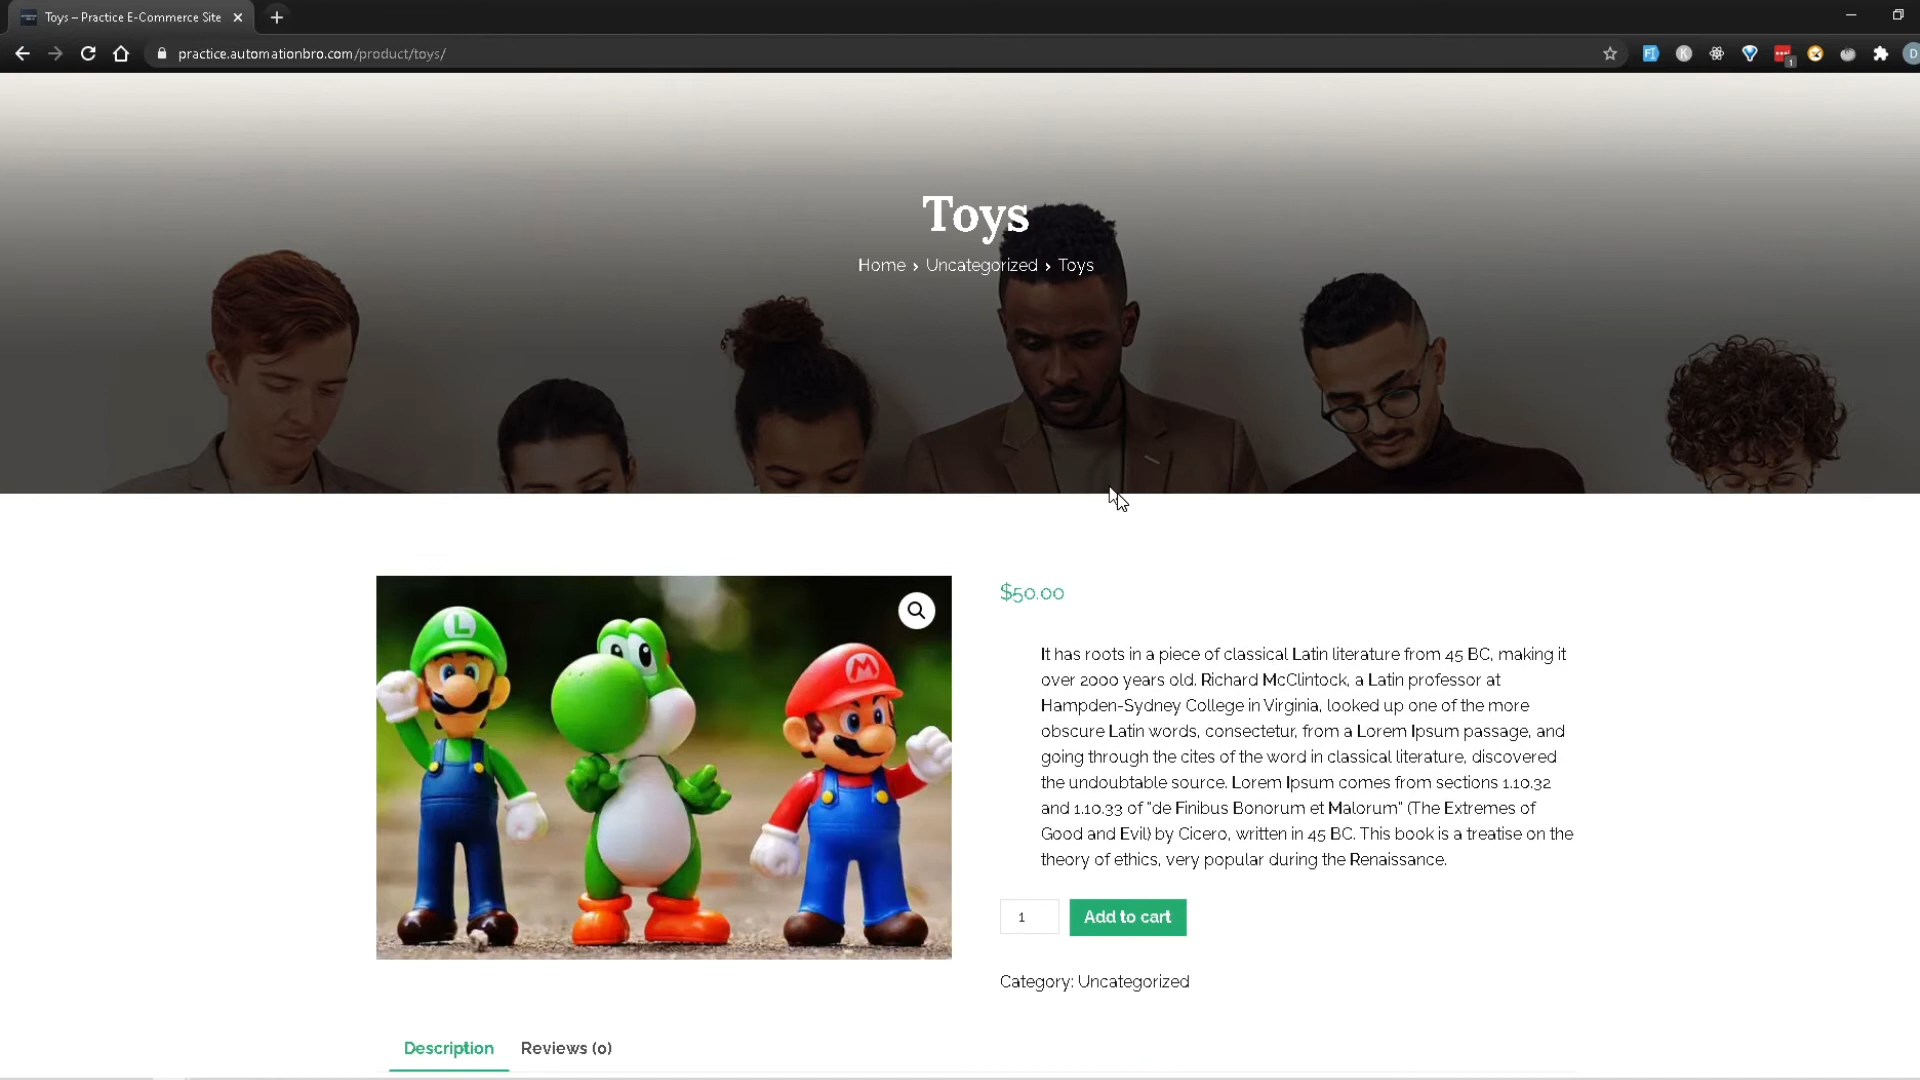 Toys – Practice E-Commerce Site
practice.automationbro.com/product/toys/
1
D
Toys
Home › Uncategorized › Toys
L
M
$50.00
It has roots in a piece of classical Latin literature from 45 BC, making it
over 2000 years old. Richard McClintock, a Latin professor at
Hampden-Sydney College in Virginia, looked up one of the more
obscure Latin words, consectetur, from a Lorem Ipsum passage, and
going through the cites of the word in classical literature, discovered
the undoubtable source. Lorem Ipsum comes from sections 1.10.32
and 1.10.33 of "de Finibus Bonorum et Malorum" (The Extremes of
Good and Evil) by Cicero, written in 45 BC. This book is a treatise on the
theory of ethics, very popular during the Renaissance.
1 Add to cart
Category: Uncategorized
Description Reviews (0)